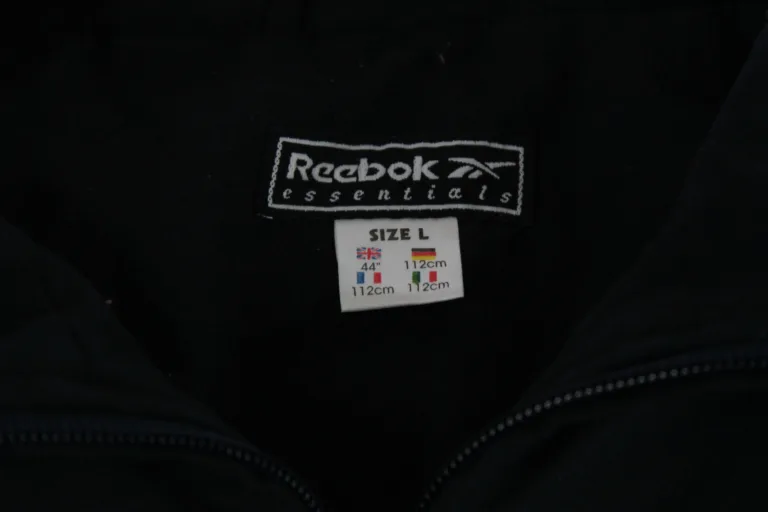 Reebok
essentials
SIZE L
44" 112cm
112cm 112cm